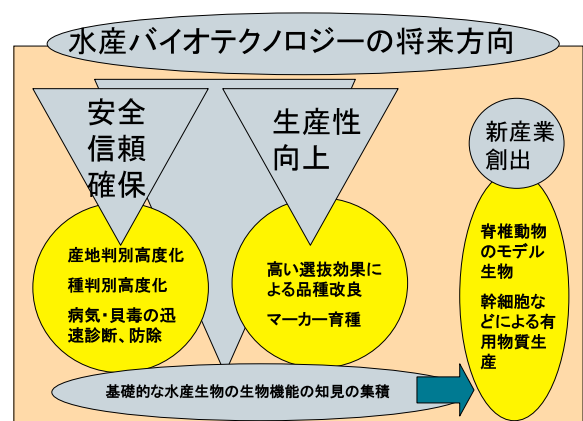 水産バイオテクノロジーの将来方向
安全
信頼
確保
生産性
向上
新産業
創出
産地判別高度化
種判別高度化
病気・貝毒の迅
速診断、防除
高い選抜効果に
よる品種改良
マーカー育種
脊椎動物
のモデル
生物
幹細胞な
どによる有
用物質生
産
基礎的な水産生物の生物機能の知見の集積